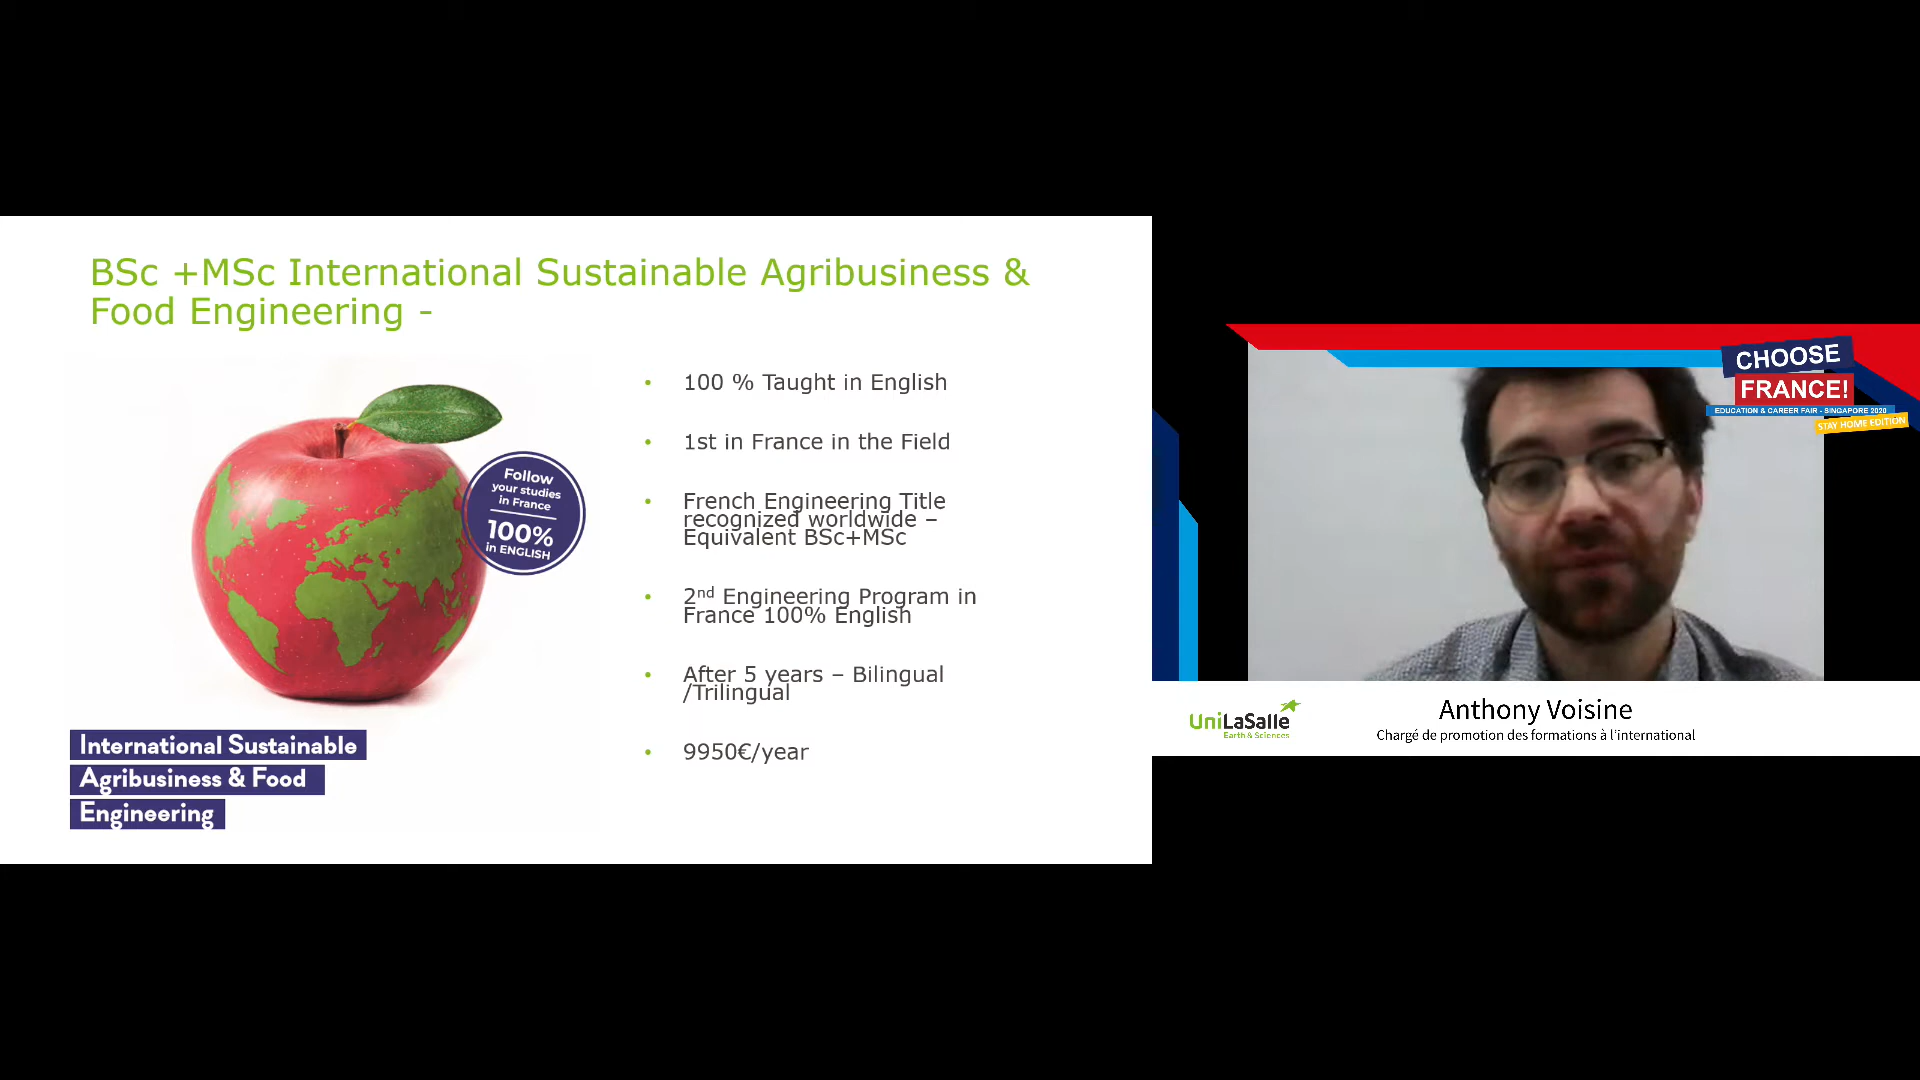 BSc +MSc International Sustainable Agribusiness &
Food Engineering -
Follow
your studies
in France
100%
in ENGLISH
International Sustainable
Agribusiness & Food
Engineering
• 100 % Taught in English
• 1st in France in the Field
• French Engineering Title
recognized worldwide –
Equivalent BSc+MSc
• 2nd Engineering Program in
France 100% English
• After 5 years – Bilingual
/Trilingual
• 9950€/year
CHOOSE
FRANCE!
EDUCATION & CAREER FAIR - SINGAPORE 2020
STAY HOME EDITION
UniLaSalle
Earth & Sciences
Anthony Voisine
Chargé de promotion des formations à l'international